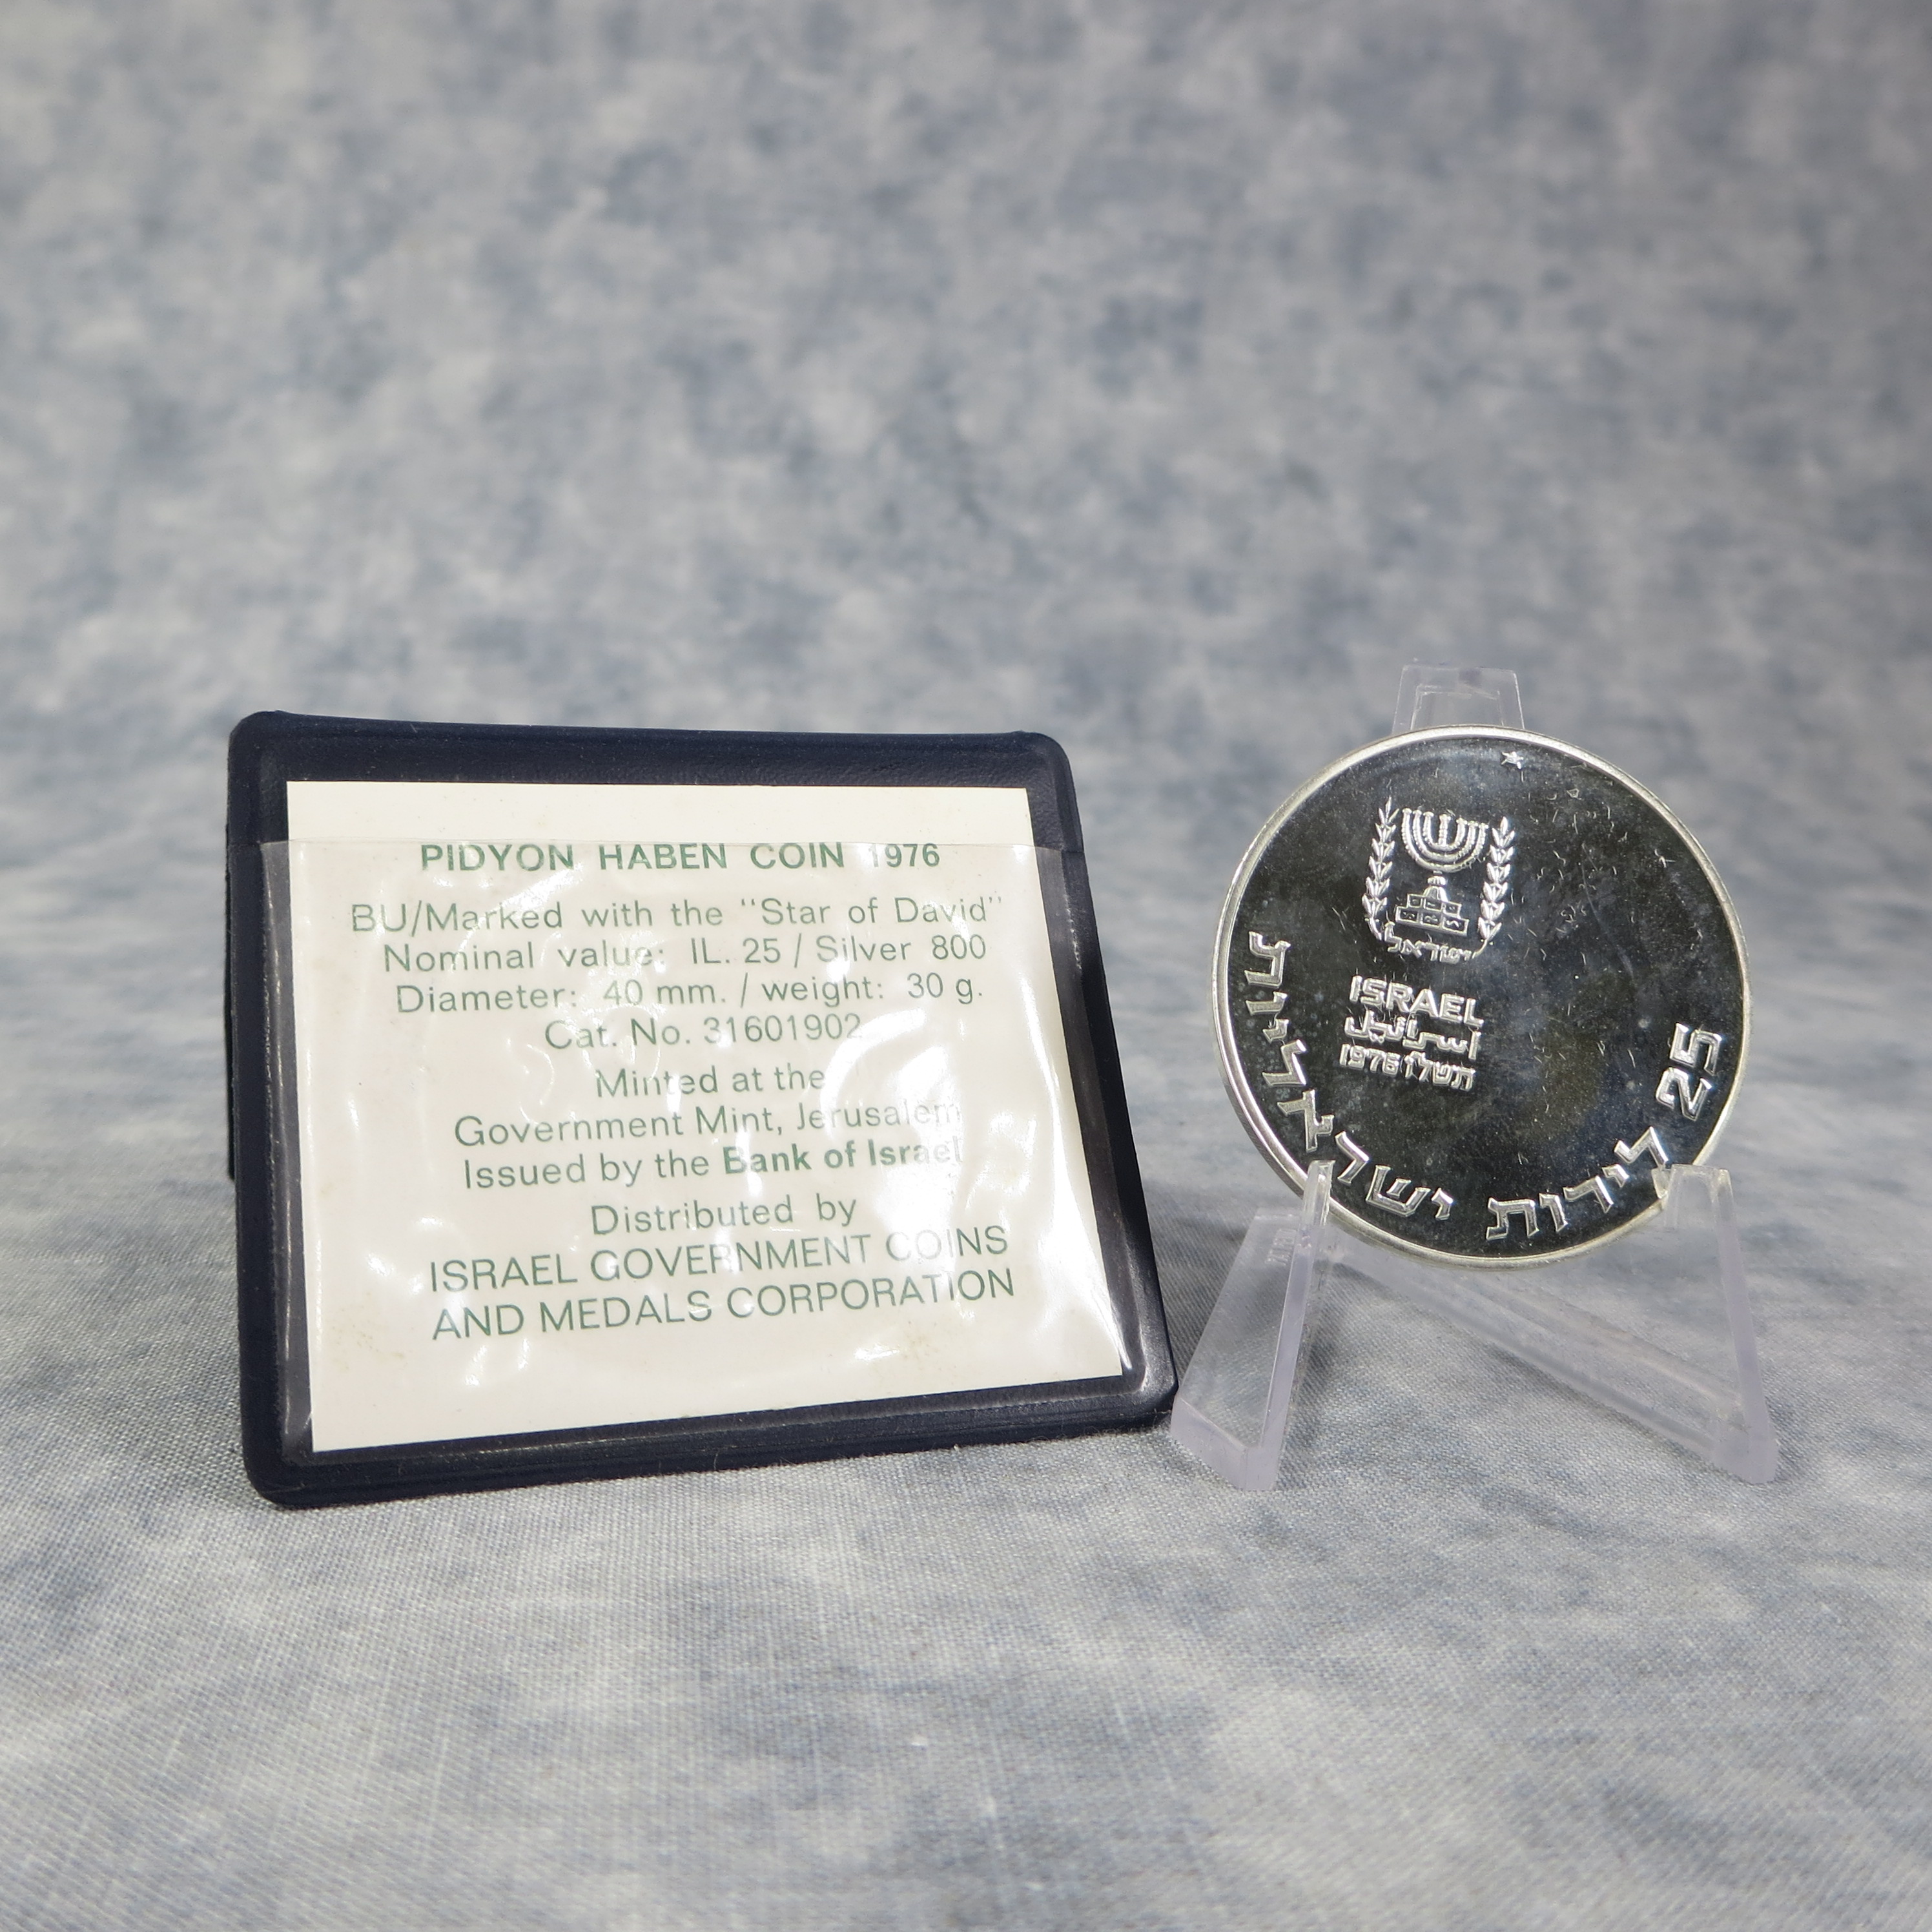 PIDYON HABEN COIN 1976
BU/Marked with the "Star of David"
Nominal value: IL. 25 / Silver 800
Diameter: 40 mm. / weight: 30 g.
Cat. No. 31601902
Minted at the
Government Mint, Jerusalem
Issued by the Bank of Israel
Distributed by
ISRAEL GOVERNMENT COINS
AND MEDALS CORPORATION
ישראל
ISRAEL
اسرائيل
1976 תשל"ו
25 לירות ישראליות